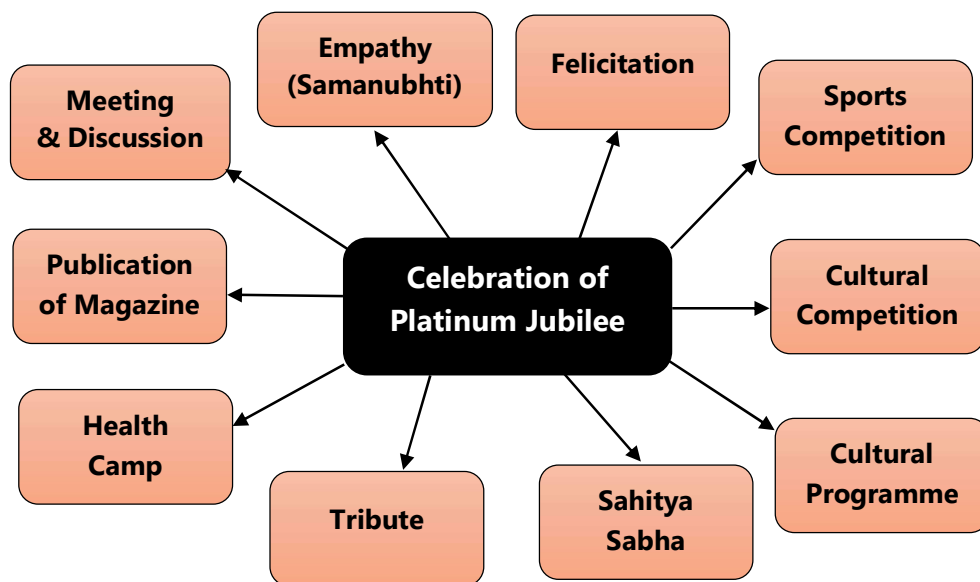 Empathy
(Samanubhti)
Felicitation
Meeting
& Discussion
Sports
Competition
Publication
of Magazine
Celebration of
Platinum Jubilee
Cultural
Competition
Health
Camp
Tribute
Sahitya
Sabha
Cultural
Programme